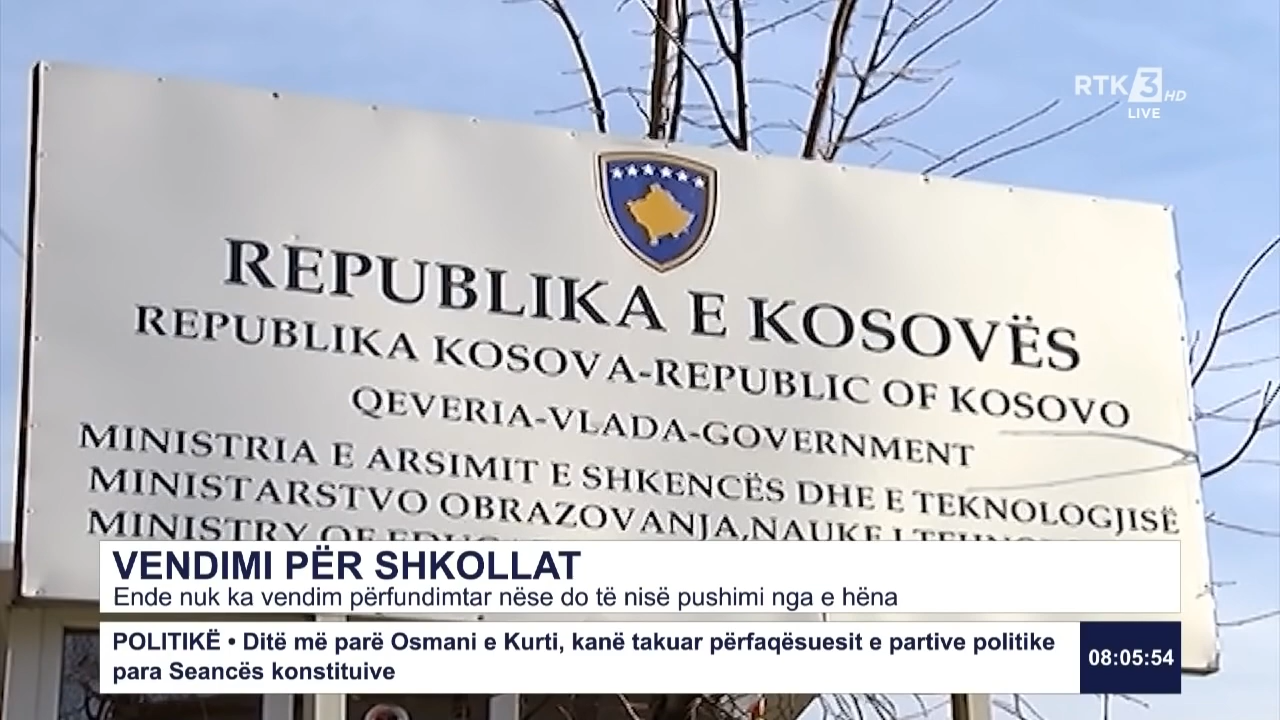 RTK 3 HD
LIVE
REPUBLIKA E KOSOVËS
REPUBLIKA KOSOVA-REPUBLIC OF KOSOVO
QEVERIA-VLADA-GOVERNMENT
MINISTRIA E ARSIMIT E SHKENCËS DHE E TEKNOLOGJISË
MINISTARSTVO OBRAZOVANJA,NAUKE I
MINISTRY OF
VENDIMI PËR SHKOLLAT
Ende nuk ka vendim përfundimtar nëse do të nisë pushimi nga e hëna
POLITIKË • Ditë më parë Osmani e Kurti, kanë takuar përfaqësuesit e partive politike
para Seancës konstituive
08:05:54